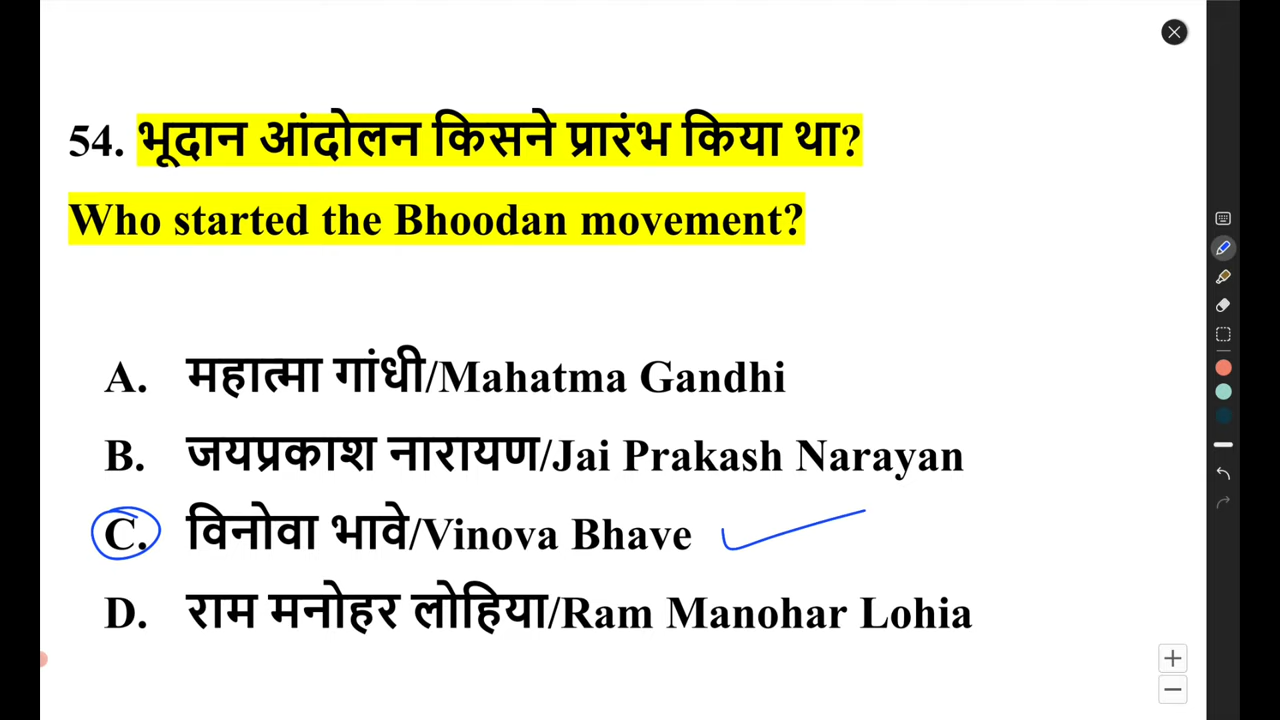 54. भूदान आंदोलन किसने प्रारंभ किया था?
Who started the Bhoodan movement?
A. महात्मा गांधी/Mahatma Gandhi
B. जयप्रकाश नारायण/Jai Prakash Narayan
C. विनोवा भावे/Vinova Bhave
D. राम मनोहर लोहिया/Ram Manohar Lohia